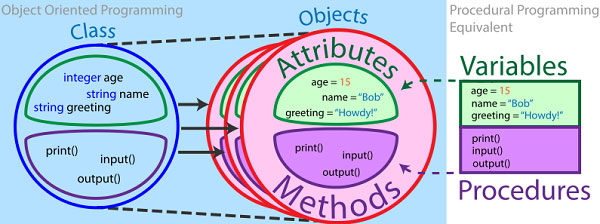 Object Oriented Programming
Class
integer age
string name
string greeting
print()
input()
output()
Objects
Attributes
age = 15
name = “Bob”
greeting = “Howdy!”
print()
input()
output()
Methods
Procedural Programming
Equivalent
Variables
age = 15
name = “Bob”
greeting = “Howdy!”
print()
input()
output()
Procedures